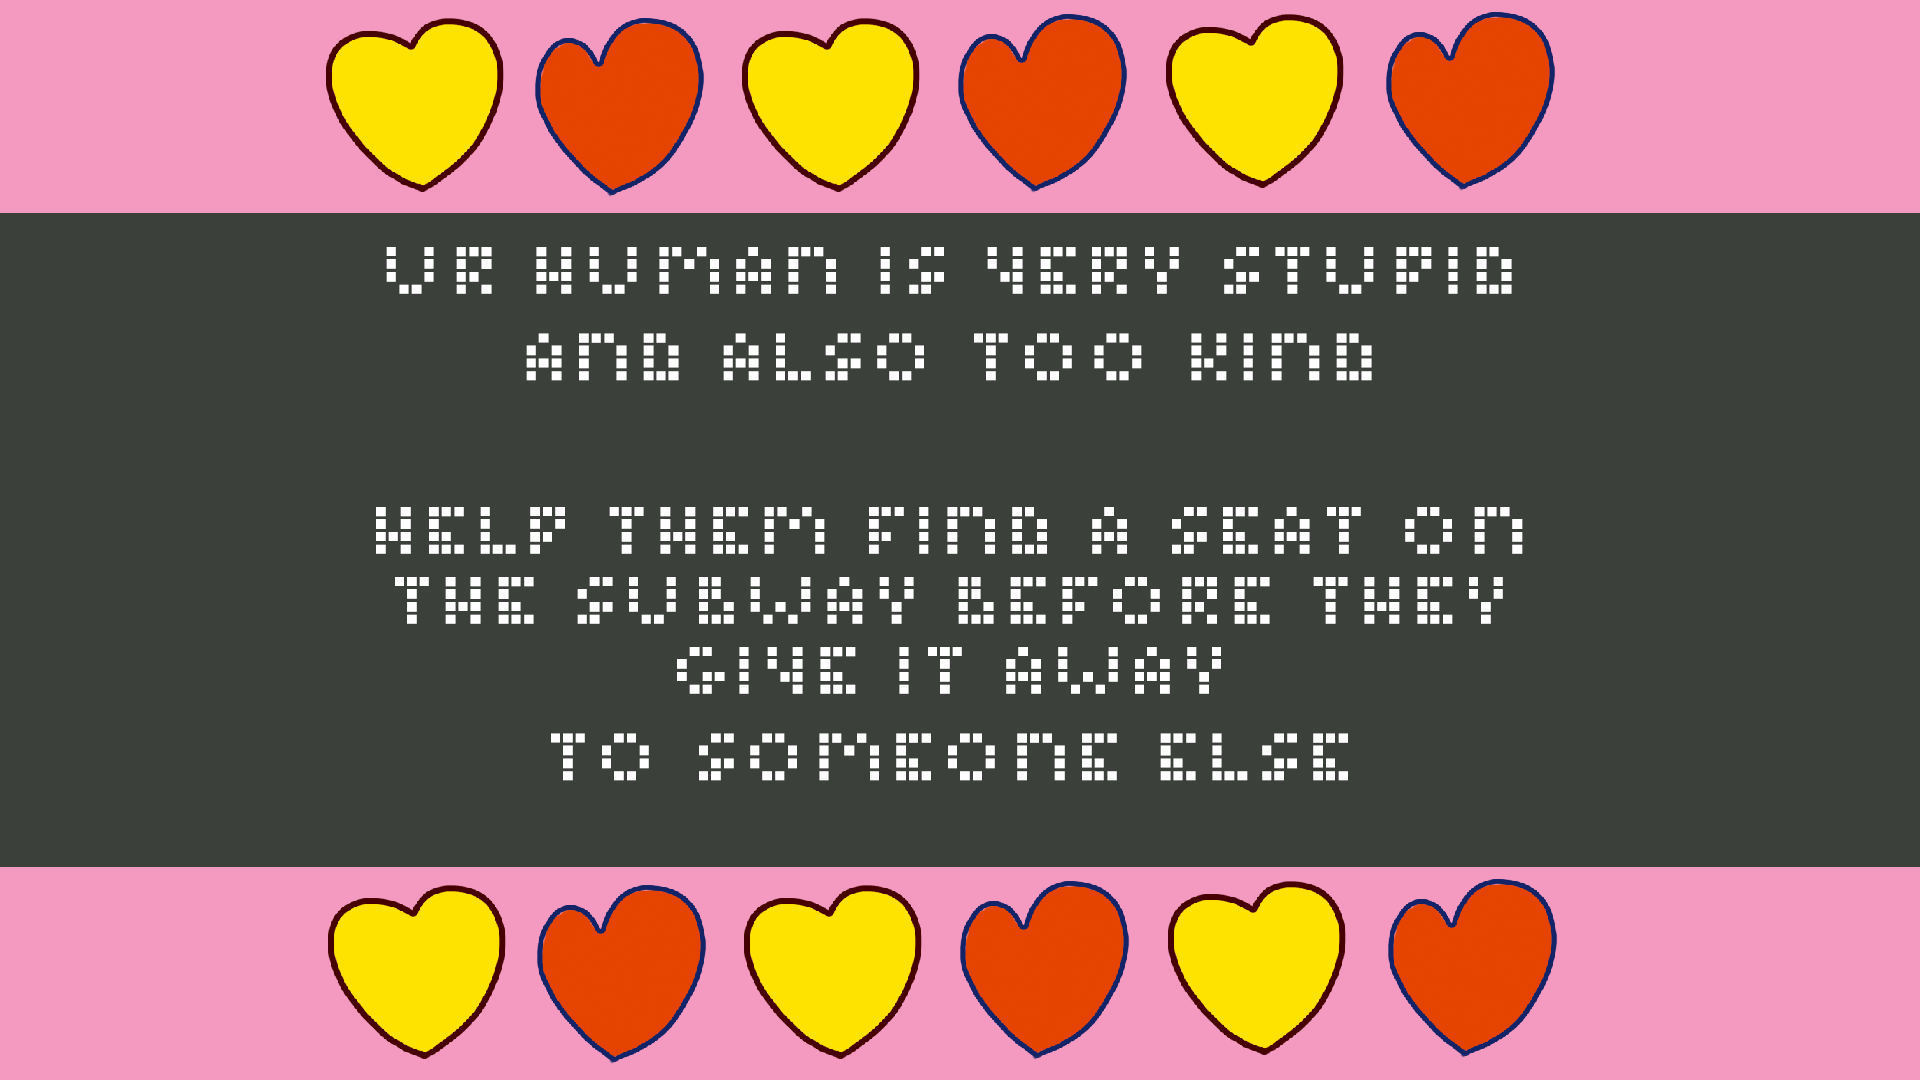 UR HUMAN IS VERY STUPID
AND ALSO TOO KIND
HELP THEM FIND A SEAT ON
THE SUBWAY BEFORE THEY
GIVE IT AWAY
TO SOMEONE ELSE